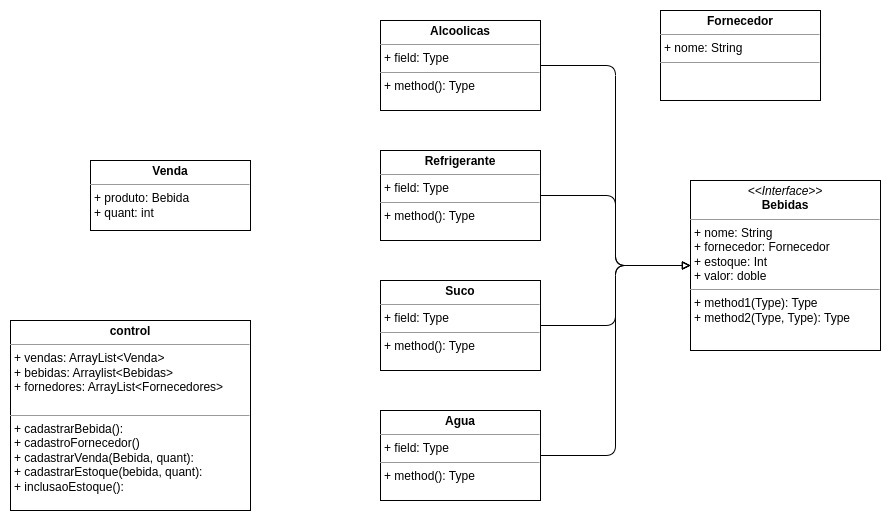 Alcoolicas
+ field: Type
+ method(): Type
Fornecedor
+ nome: String
Venda
+ produto: Bebida
+ quant: int
Refrigerante
+ field: Type
+ method(): Type
<<Interface>>
Bebidas
+ nome: String
+ fornecedor: Fornecedor
+ estoque: Int
+ valor: doble
+ method1(Type): Type
+ method2(Type, Type): Type
Suco
+ field: Type
+ method(): Type
control
+ vendas: ArrayList<Venda>
+ bebidas: Arraylist<Bebidas>
+ fornedores: ArrayList<Fornecedores>
+ cadastrarBebida():
+ cadastroFornecedor()
+ cadastrarVenda(Bebida, quant):
+ cadastrarEstoque(bebida, quant):
+ inclusaoEstoque():
Agua
+ field: Type
+ method(): Type